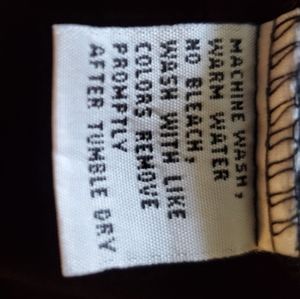 MACHINE WASH,
WARM WATER
NO BLEACH,
WASH WITH LIKE
COLORS REMOVE
PROMPTLY
AFTER TUMBLE DRY